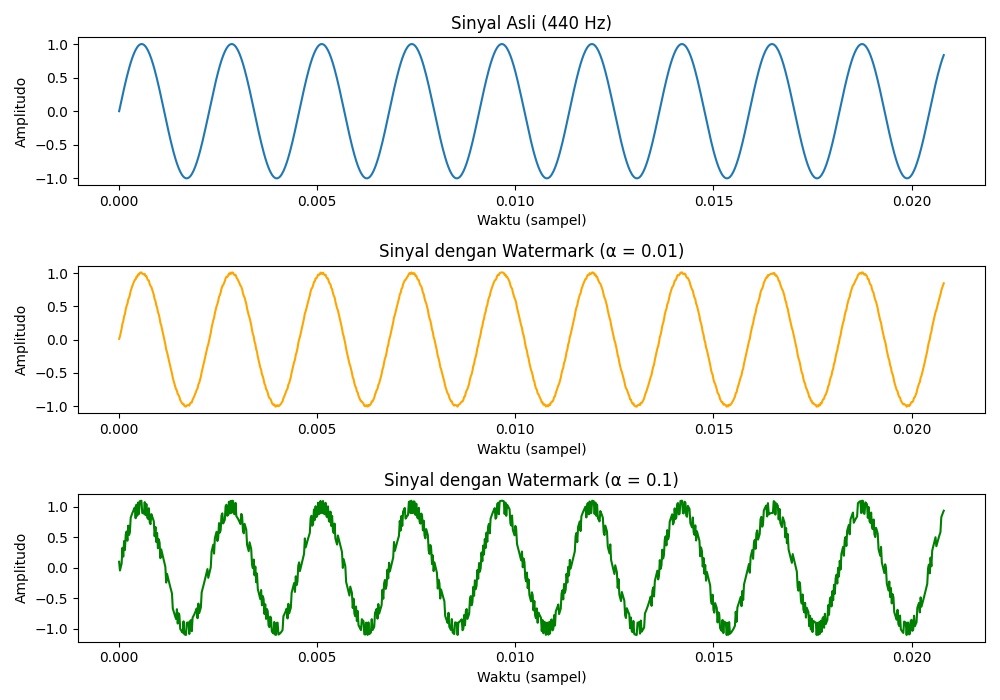 Sinyal Asli (440 Hz)
1.0
0.5
0.0
−0.5
−1.0
Amplitudo
0.000 0.005 0.010 0.015 0.020
Waktu (sampel)
Sinyal dengan Watermark (α = 0.01)
1.0
0.5
0.0
−0.5
−1.0
Amplitudo
0.000 0.005 0.010 0.015 0.020
Waktu (sampel)
Sinyal dengan Watermark (α = 0.1)
1.0
0.5
0.0
−0.5
−1.0
Amplitudo
0.000 0.005 0.010 0.015 0.020
Waktu (sampel)